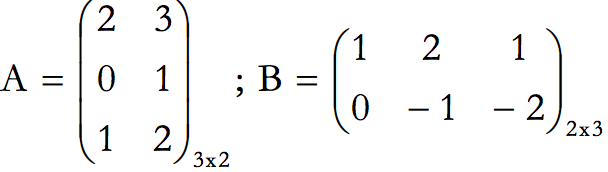 A = ( 2 3
0 1
1 2 )3x2 ; B = ( 1 2 1
0 −1 −2 )2x3